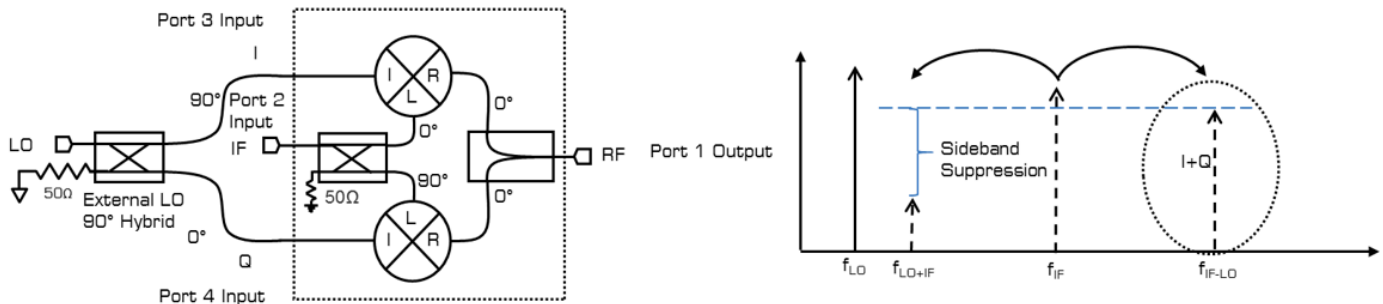 Port 3 Input
I
90°
Port 2
Input
LO
IF
50Ω
External LO
90° Hybrid
0°
Q
Port 4 Input
I R
L
0°
0°
90°
50Ω
0°
L
I R
RF
Port 1 Output
Sideband
Suppression
I+Q
fLO
fLO+IF
fIF
fIF-LO